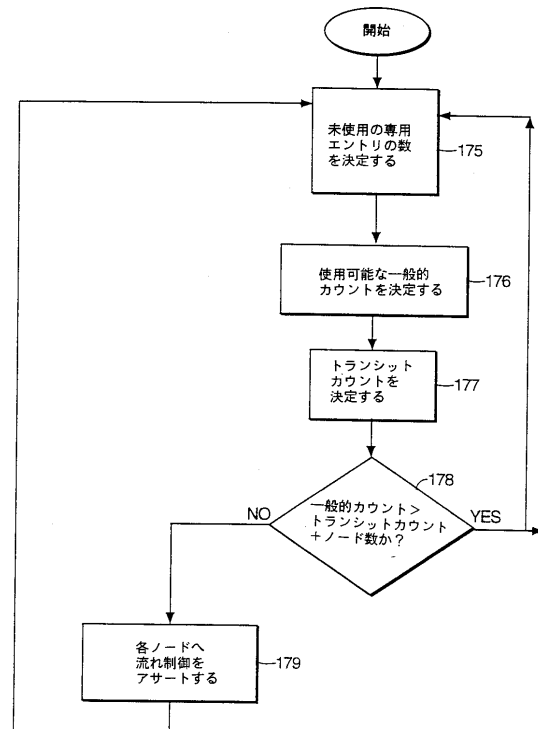 開始
未使用の専用
エントリの数
を決定する
175
使用可能な一般的
カウントを決定する
176
トランシット
カウントを
決定する
177
178
一般的カウント>
トランシットカウント
+ノード数か?
NO
YES
各ノードへ
流れ制御を
アサートする
179